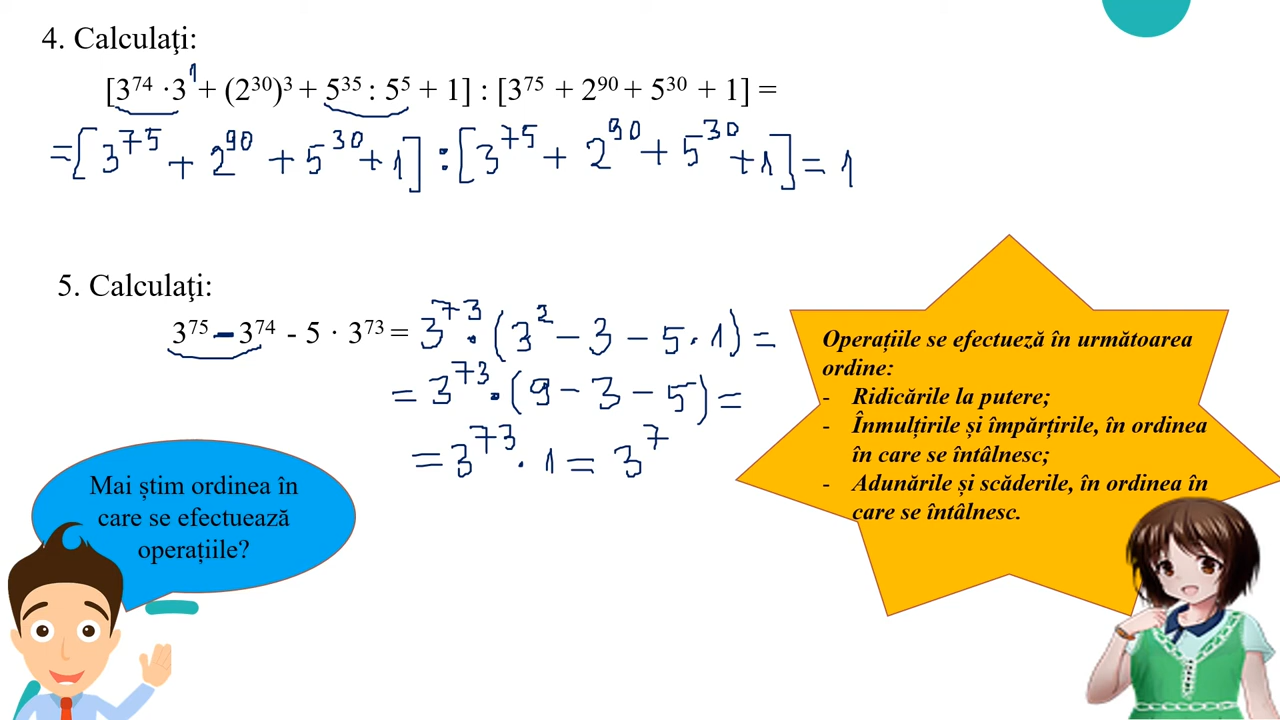 4. Calculaţi:
[3⁷⁴ ·3¹ + (2³⁰)³ + 5³⁵ : 5⁵ + 1] : [3⁷⁵ + 2⁹⁰ + 5³⁰ + 1] =
=[3⁷⁵ + 2⁹⁰ + 5³⁰ + 1] : [3⁷⁵ + 2⁹⁰ + 5³⁰ + 1] = 1
5. Calculaţi:
3⁷⁵ – 3⁷⁴ - 5 · 3⁷³ = 3⁷³ · (3² – 3 – 5 · 1) =
= 3⁷³ · (9 – 3 – 5) =
= 3⁷³ · 1 = 3⁷
Operațiile se efectueză în următoarea
ordine:
- Ridicările la putere;
- Înmulțirile și împărțirile, în ordinea
în care se întâlnesc;
- Adunările și scăderile, în ordinea în
care se întâlnesc.
Mai știm ordinea în
care se efectuează
operațiile?